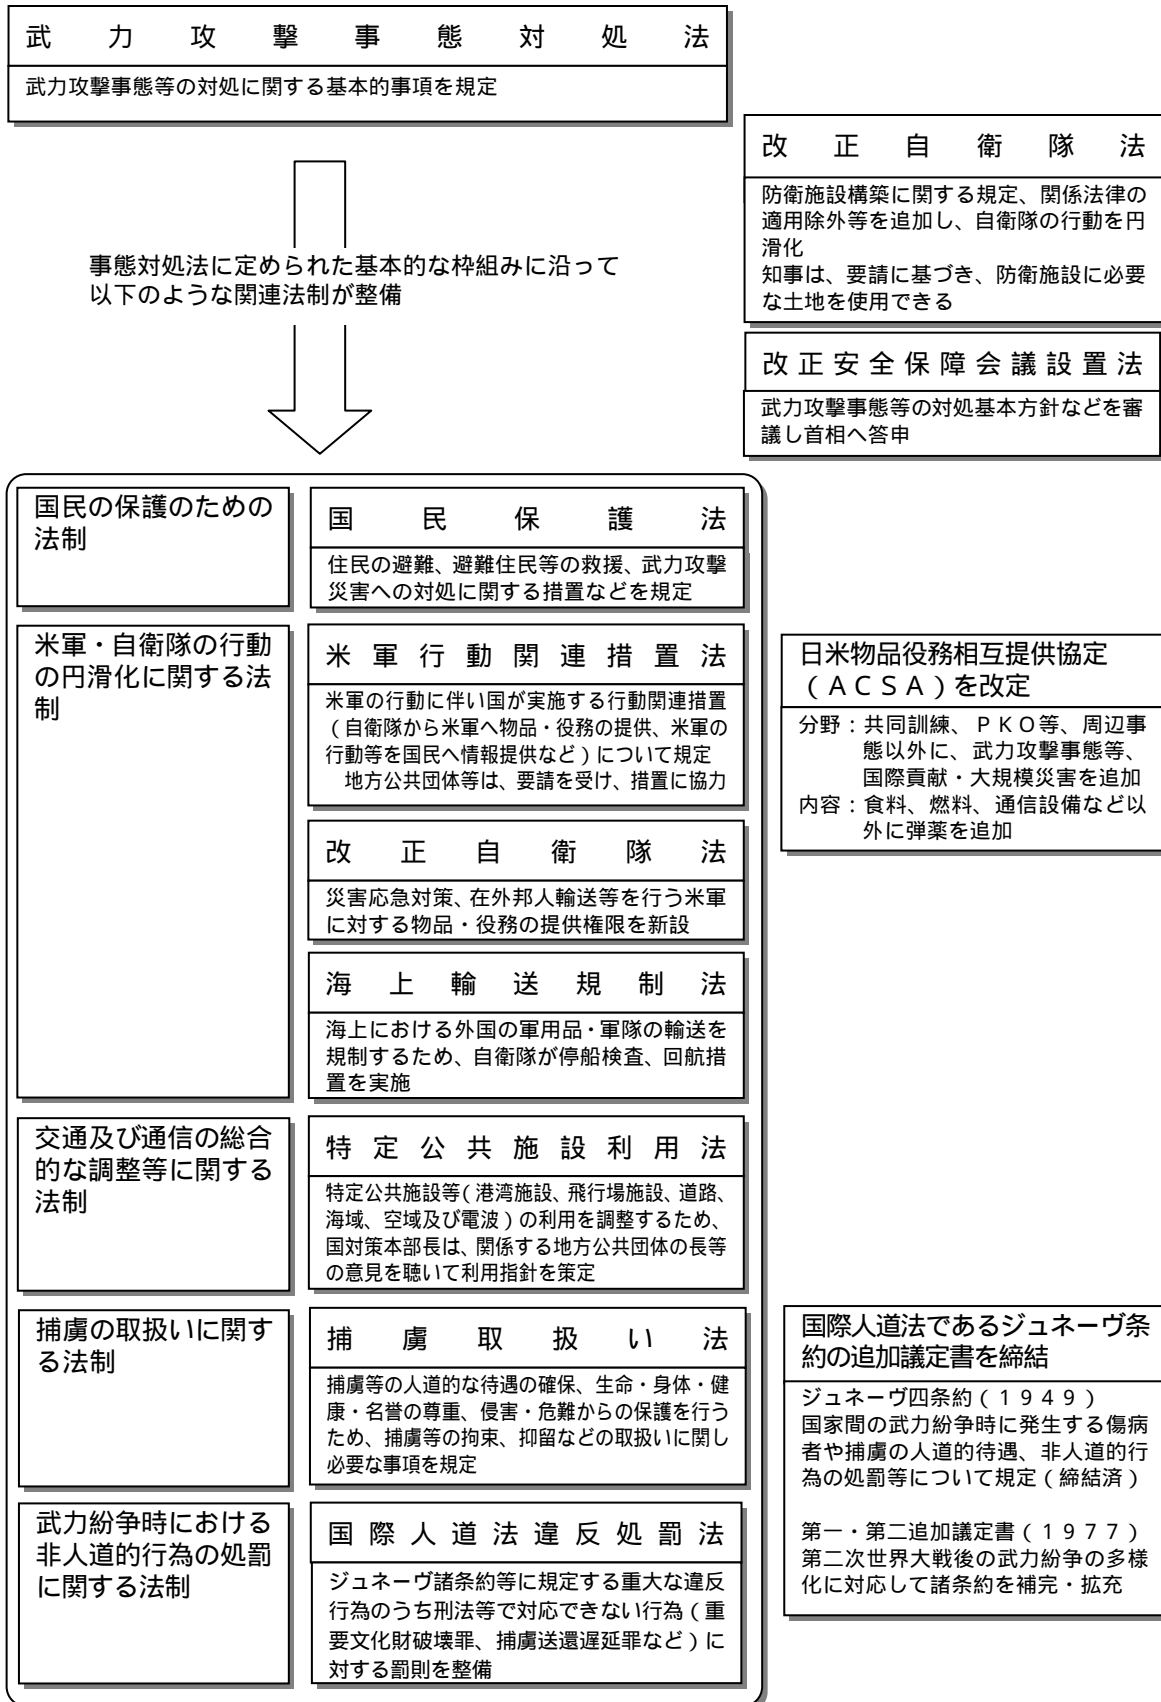 武力攻撃事態対処法
武力攻撃事態等の対処に関する基本的事項を規定
改正自衛隊法
防衛施設構築に関する規定、関係法律の
適用除外等を追加し、自衛隊の行動を円
滑化
知事は、要請に基づき、防衛施設に必要
な土地を使用できる
事態対処法に定められた基本的な枠組みに沿って
以下のような関連法制が整備
改正安全保障会議設置法
武力攻撃事態等の対処基本方針などを審
議し首相へ答申
国民の保護のための
法制
国民保護法
住民の避難、避難住民等の救援、武力攻撃
災害への対処に関する措置などを規定
米軍・自衛隊の行動
の円滑化に関する法
制
米軍行動関連措置法
米軍の行動に伴い国が実施する行動関連措置
(自衛隊から米軍へ物品・役務の提供、米軍の
行動等を国民へ情報提供など)について規定
地方公共団体等は、要請を受け、措置に協力
日米物品役務相互提供協定
(ACSA)を改定
分野:共同訓練、PKO等、周辺事
態以外に、武力攻撃事態等、
国際貢献・大規模災害を追加
内容:食料、燃料、通信設備など以
外に弾薬を追加
改正自衛隊法
災害応急対策、在外邦人輸送等を行う米軍
に対する物品・役務の提供権限を新設
海上輸送規制法
海上における外国の軍用品・軍隊の輸送を
規制するため、自衛隊が停船検査、回航措
置を実施
交通及び通信の総合
的な調整等に関する
法制
特定公共施設利用法
特定公共施設等(港湾施設、飛行場施設、道路、
海域、空域及び電波)の利用を調整するため、
国対策本部長は、関係する地方公共団体の長等
の意見を聴いて利用指針を策定
捕虜の取扱いに関す
る法制
捕虜取扱い法
捕虜等の人道的な待遇の確保、生命・身体・健
康・名誉の尊重、侵害・危難からの保護を行う
ため、捕虜等の拘束、抑留などの取扱いに関し
必要な事項を規定
国際人道法であるジュネーヴ条
約の追加議定書を締結
ジュネーヴ四条約(1949)
国家間の武力紛争時に発生する傷病
者や捕虜の人道的待遇、非人道的行
為の処罰等について規定(締結済)
第一・第二追加議定書(1977)
第二次世界大戦後の武力紛争の多様
化に対応して諸条約を補完・拡充
武力紛争時における
非人道的行為の処罰
に関する法制
国際人道法違反処罰法
ジュネーヴ諸条約等に規定する重大な違反
行為のうち刑法等で対応できない行為(重
要文化財破壊罪、捕虜送還遅延罪など)に
対する罰則を整備